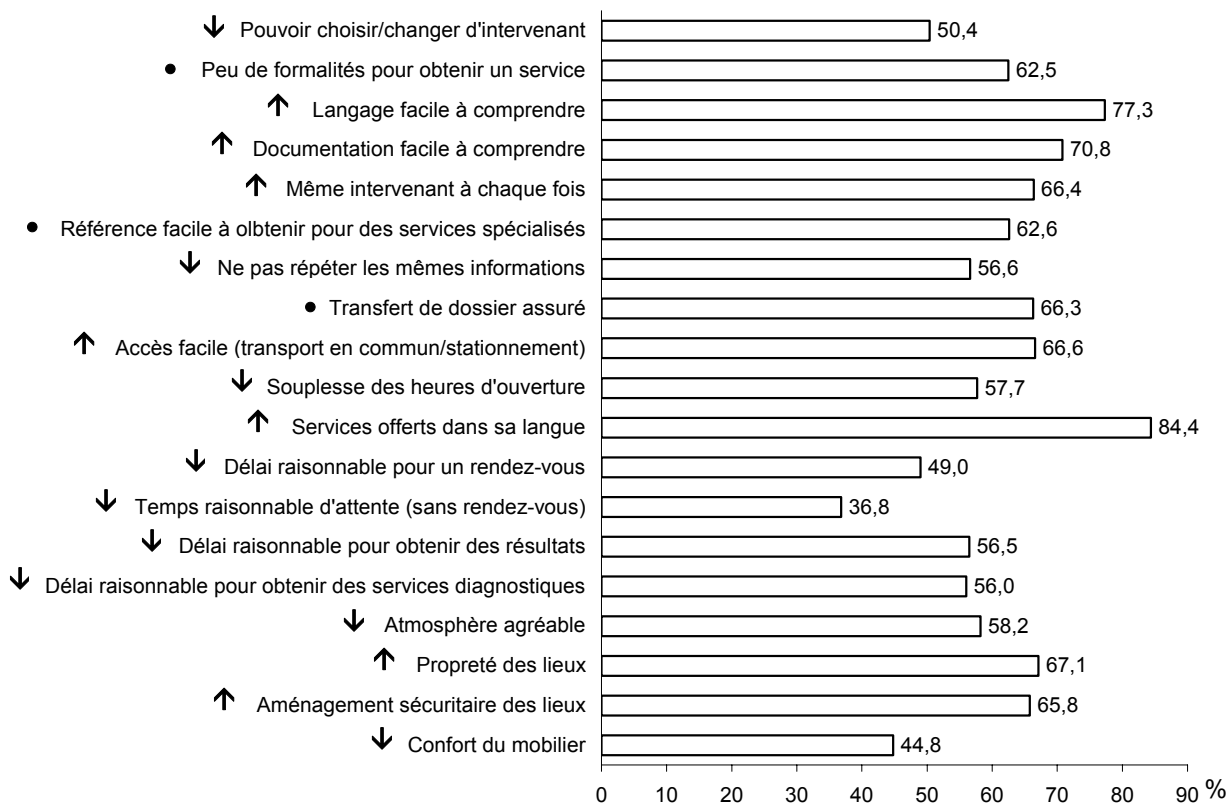 ↓ Pouvoir choisir/changer d'intervenant 50,4
● Peu de formalités pour obtenir un service 62,5
↑ Langage facile à comprendre 77,3
↑ Documentation facile à comprendre 70,8
↑ Même intervenant à chaque fois 66,4
● Référence facile à olbtenir pour des services spécialisés 62,6
↓ Ne pas répéter les mêmes informations 56,6
● Transfert de dossier assuré 66,3
↑ Accès facile (transport en commun/stationnement) 66,6
↓ Souplesse des heures d'ouverture 57,7
↑ Services offerts dans sa langue 84,4
↓ Délai raisonnable pour un rendez-vous 49,0
↓ Temps raisonnable d'attente (sans rendez-vous) 36,8
↓ Délai raisonnable pour obtenir des résultats 56,5
↓ Délai raisonnable pour obtenir des services diagnostiques 56,0
↓ Atmosphère agréable 58,2
↑ Propreté des lieux 67,1
↑ Aménagement sécuritaire des lieux 65,8
↓ Confort du mobilier 44,8
0 10 20 30 40 50 60 70 80 90 %